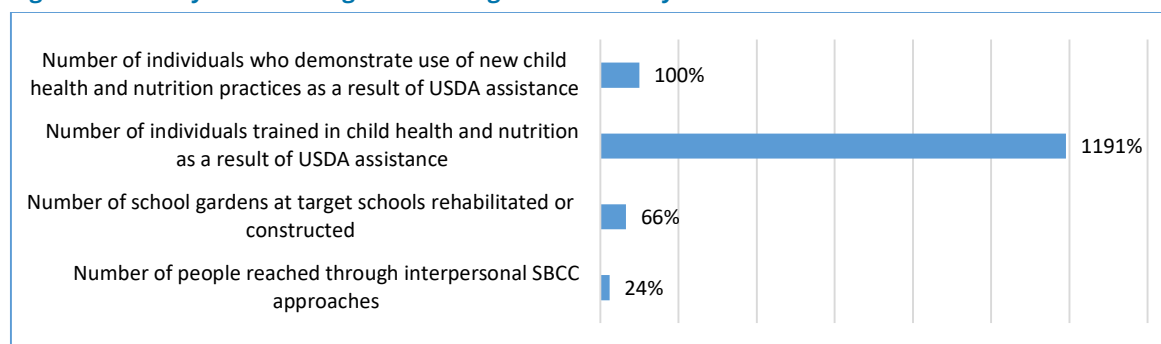 Number of individuals who demonstrate use of new child
health and nutrition practices as a result of USDA assistance
100%
Number of individuals trained in child health and nutrition
as a result of USDA assistance
1191%
Number of school gardens at target schools rehabilitated or
constructed
66%
Number of people reached through interpersonal SBCC
approaches
24%